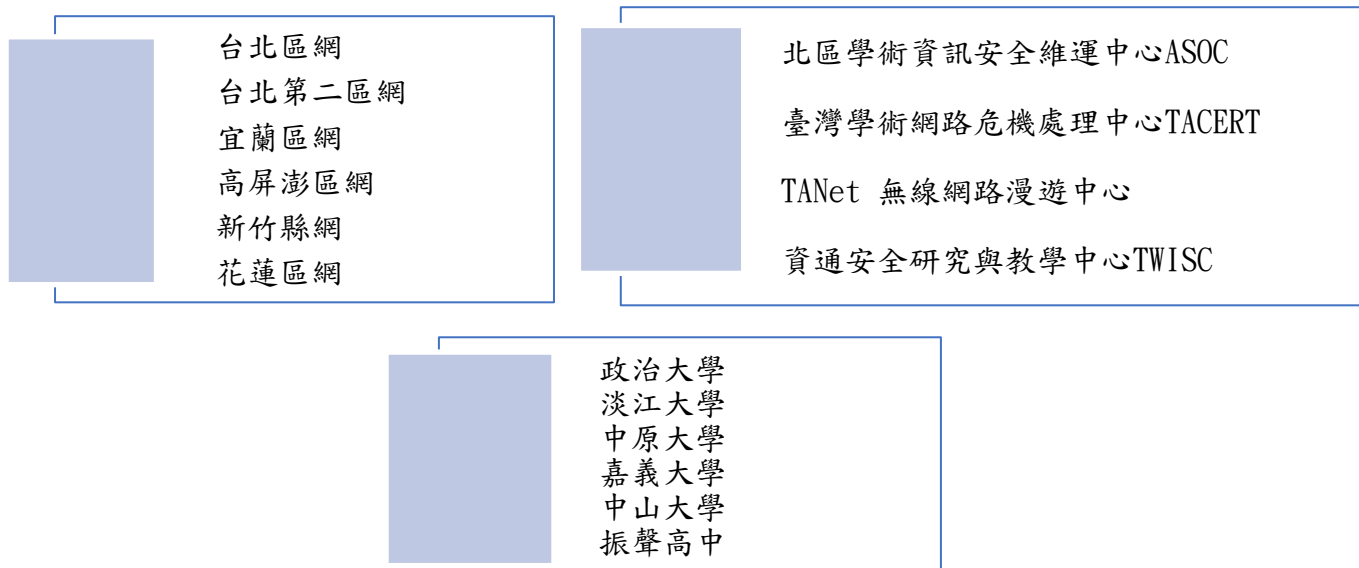 台北區網
台北第二區網
宜蘭區網
高屏澎區網
新竹縣網
花蓮區網
北區學術資訊安全維運中心ASOC
臺灣學術網路危機處理中心TACERT
TANet 無線網路漫遊中心
資通安全研究與教學中心TWISC
政治大學
淡江大學
中原大學
嘉義大學
中山大學
振聲高中